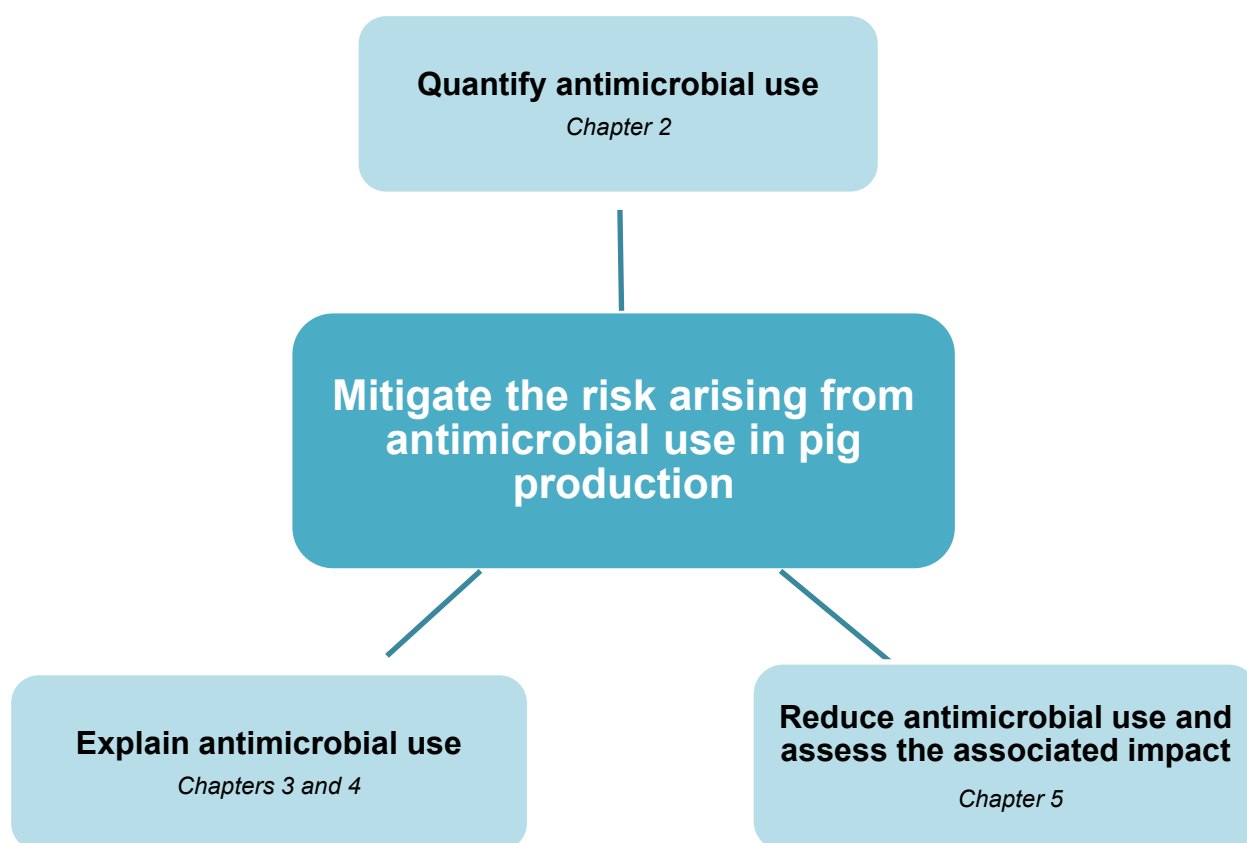 Quantify antimicrobial use
Chapter 2
Mitigate the risk arising from
antimicrobial use in pig
production
Explain antimicrobial use
Chapters 3 and 4
Reduce antimicrobial use and
assess the associated impact
Chapter 5